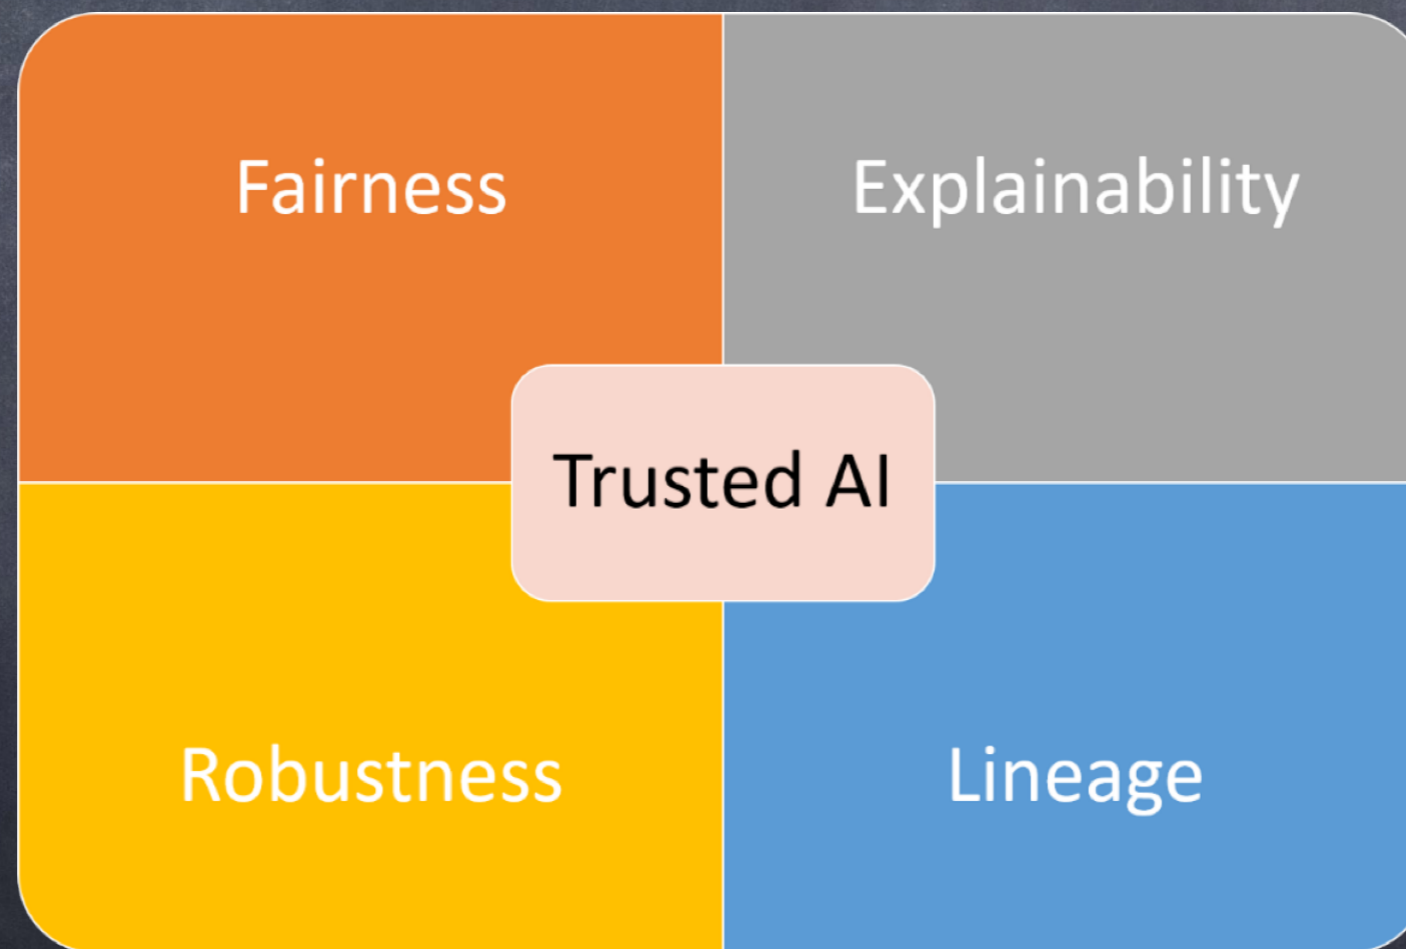 Fairness
Explainability
Trusted AI
Robustness
Lineage